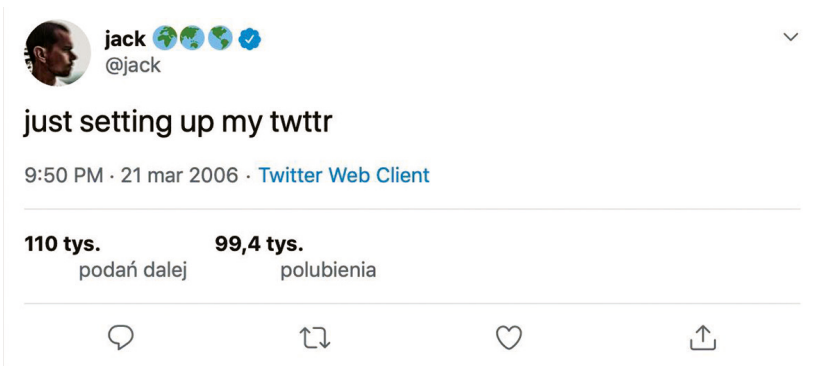 jack 🌍🌏🌎
@jack
just setting up my twttr
9:50 PM · 21 mar 2006 · Twitter Web Client
110 tys. 99,4 tys.
podań dalej polubienia